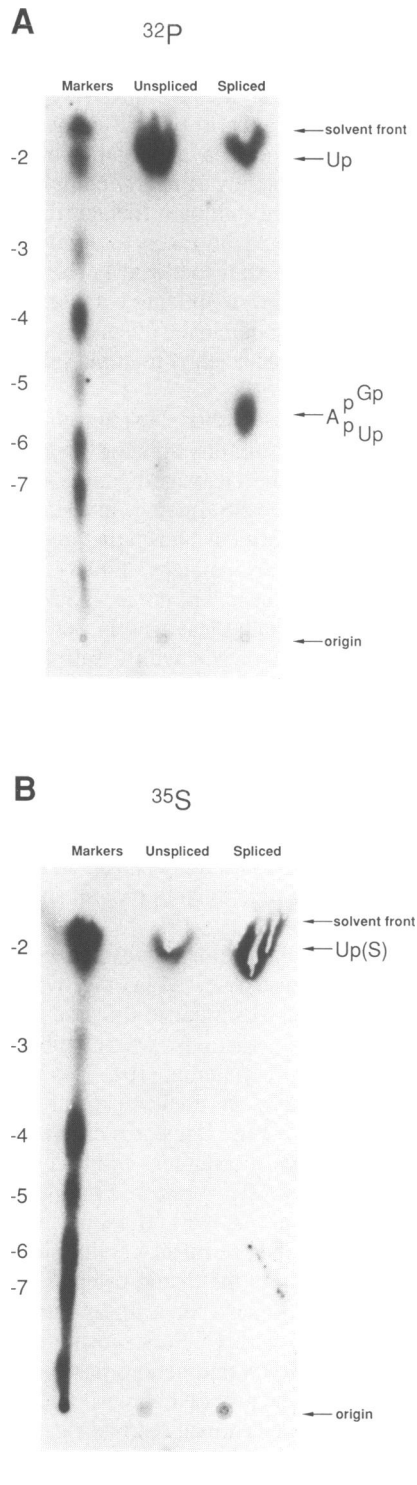 A
32P
Markers Unspliced Spliced
solvent front
-2
Up
-3
-4
-5
ApGp
pUp
-6
-7
origin
B
35S
Markers Unspliced Spliced
solvent front
-2
Up(S)
-3
-4
-5
-6
-7
origin